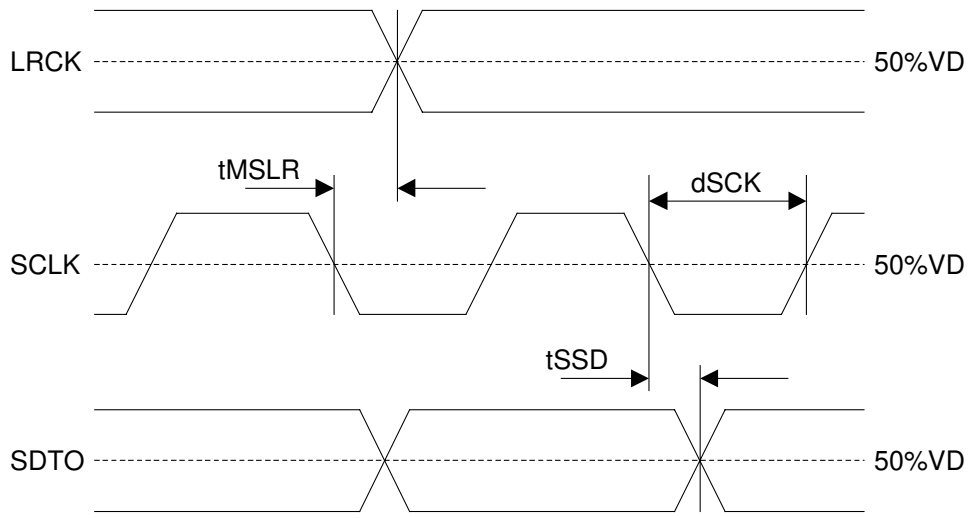 LRCK 50%VD
tMSLR dSCK
SCLK 50%VD
tSSD
SDTO 50%VD